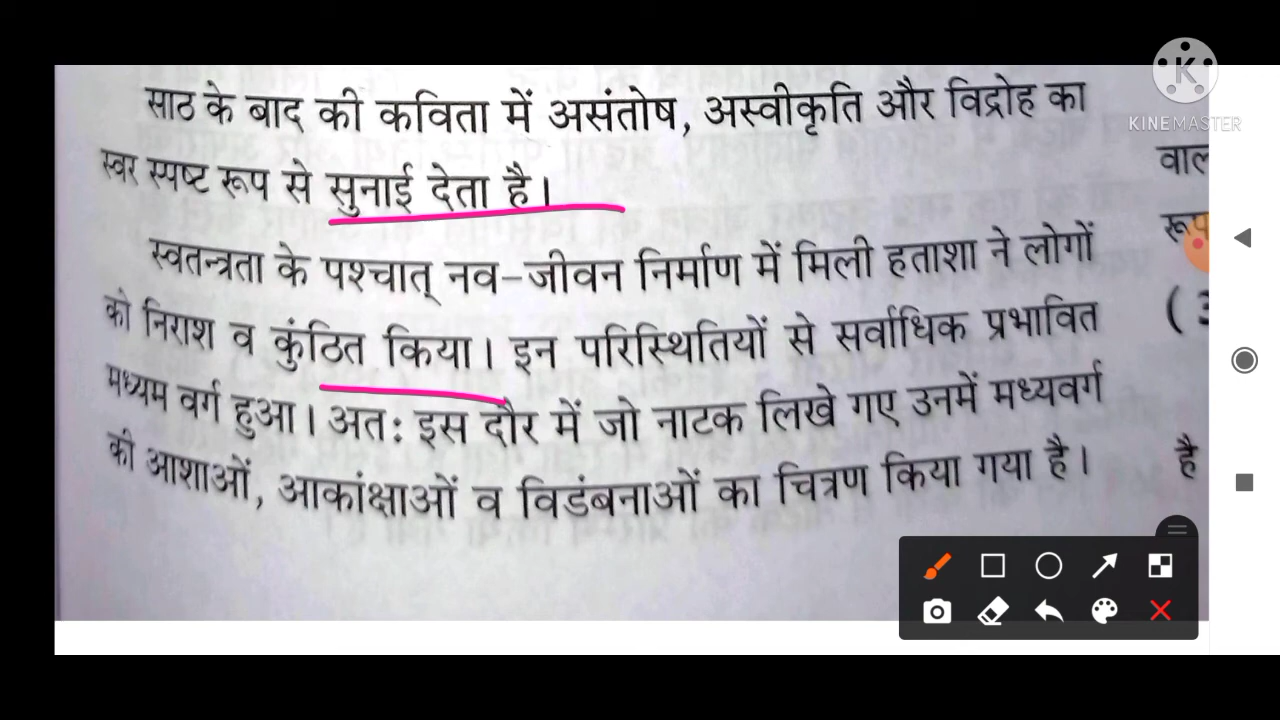 साठ के बाद की कविता में असंतोष, अस्वीकृति और विद्रोह का
स्वर स्पष्ट रूप से सुनाई देता है।
स्वतन्त्रता के पश्चात् नव-जीवन निर्माण में मिली हताशा ने लोगों
को निराश व कुंठित किया। इन परिस्थितियों से सर्वाधिक प्रभावित
मध्यम वर्ग हुआ। अत: इस दौर में जो नाटक लिखे गए उनमें मध्यवर्ग
की आशाओं, आकांक्षाओं व विडंबनाओं का चित्रण किया गया है।
K
KINEMASTER
वाल
रूप
(
है